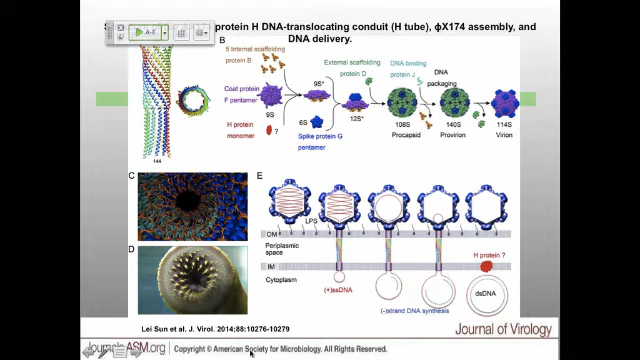 S protein H DNA-translocating conduit (H tube), ϕX174 assembly, and
DNA delivery.
B
5 Internal scaffolding
protein B
External scaffolding
protein D
DNA binding
protein J
DNA
packaging
Coat protein
F pentamer
9S
9S*
6S
12S*
108S
Procapsid
140S
Provirion
114S
Virion
H protein
monomer
?
Spike protein G
pentamer
144
C
D
E
LPS
OM
Periplasmic
space
IM
Cytoplasm
(+)ssDNA
(-)strand DNA synthesis
H protein ?
dsDNA
Lei Sun et al. J. Virol. 2014;88:10276-10279
Journal of Virology
Journals.ASM.org
Copyright © American Society for Microbiology. All Rights Reserved.